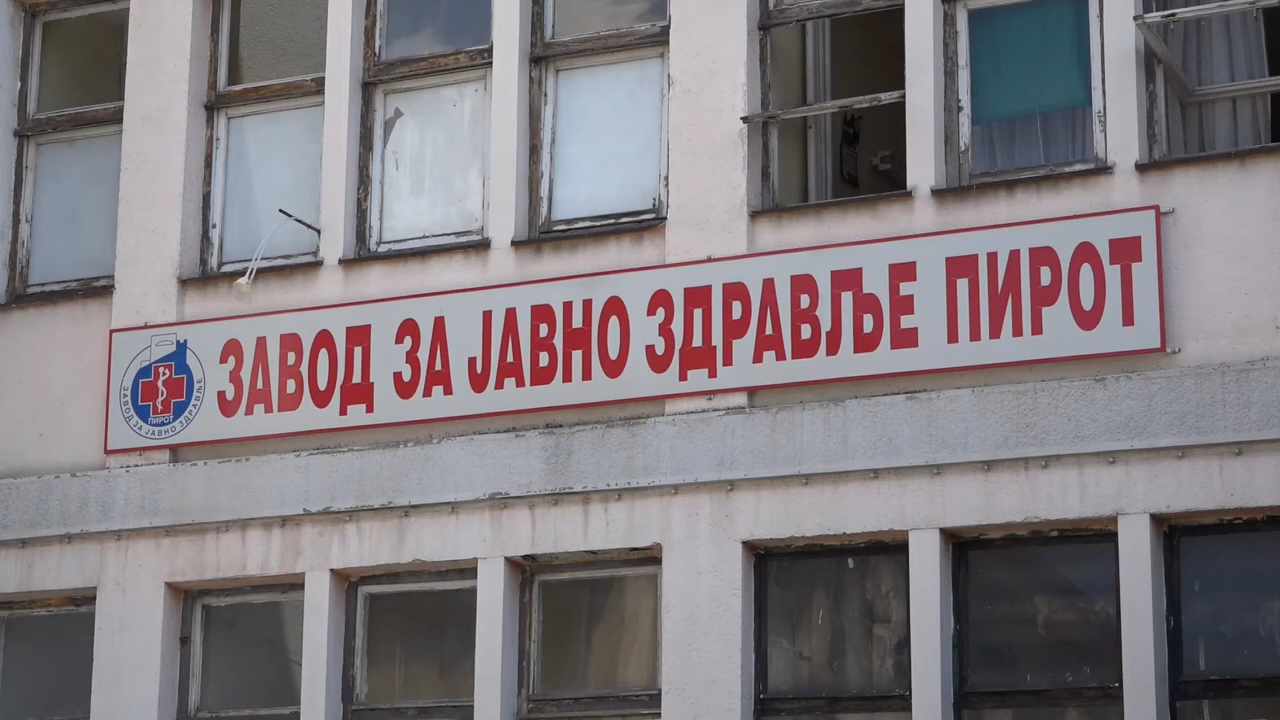 ЗАВОД ЗА ЈАВНО ЗДРАВЉЕ ПИРОТ
ПИРОТ
ЗАВОД ЗА ЈАВНО ЗДРАВЉЕ